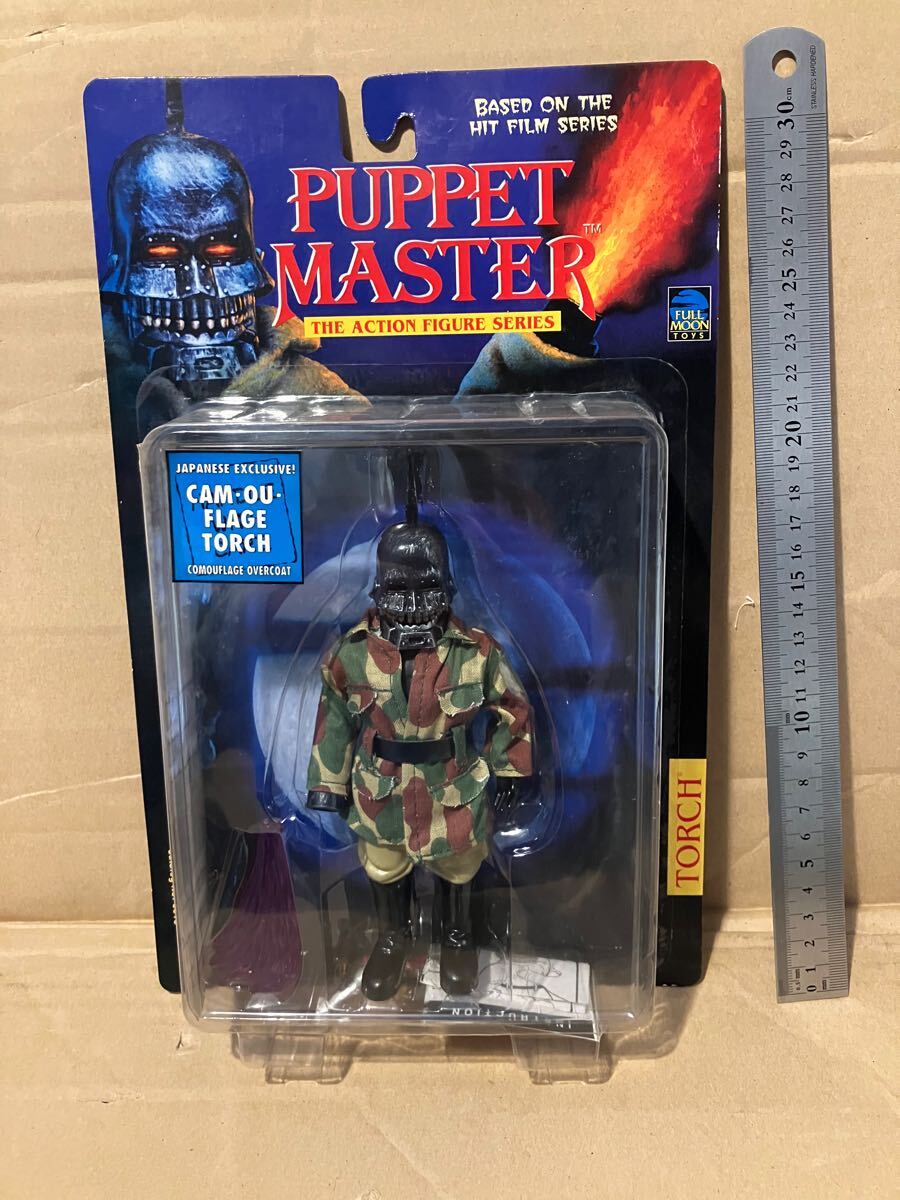 BASED ON THE
HIT FILM SERIES
PUPPET
MASTER™
THE ACTION FIGURE SERIES
FULL
MOON
TOYS
JAPANESE EXCLUSIVE!
CAM·OU·
FLAGE
TORCH
COMOUFLAGE OVERCOAT
TORCH
INSTRUCTION
STAINLESS HARDENED
30 cm
29
28
27
26
25
24
23
22
21
20
19
18
17
16
15
14
13
12
11
10
9
8
7
6
5
4
3
2
1
0